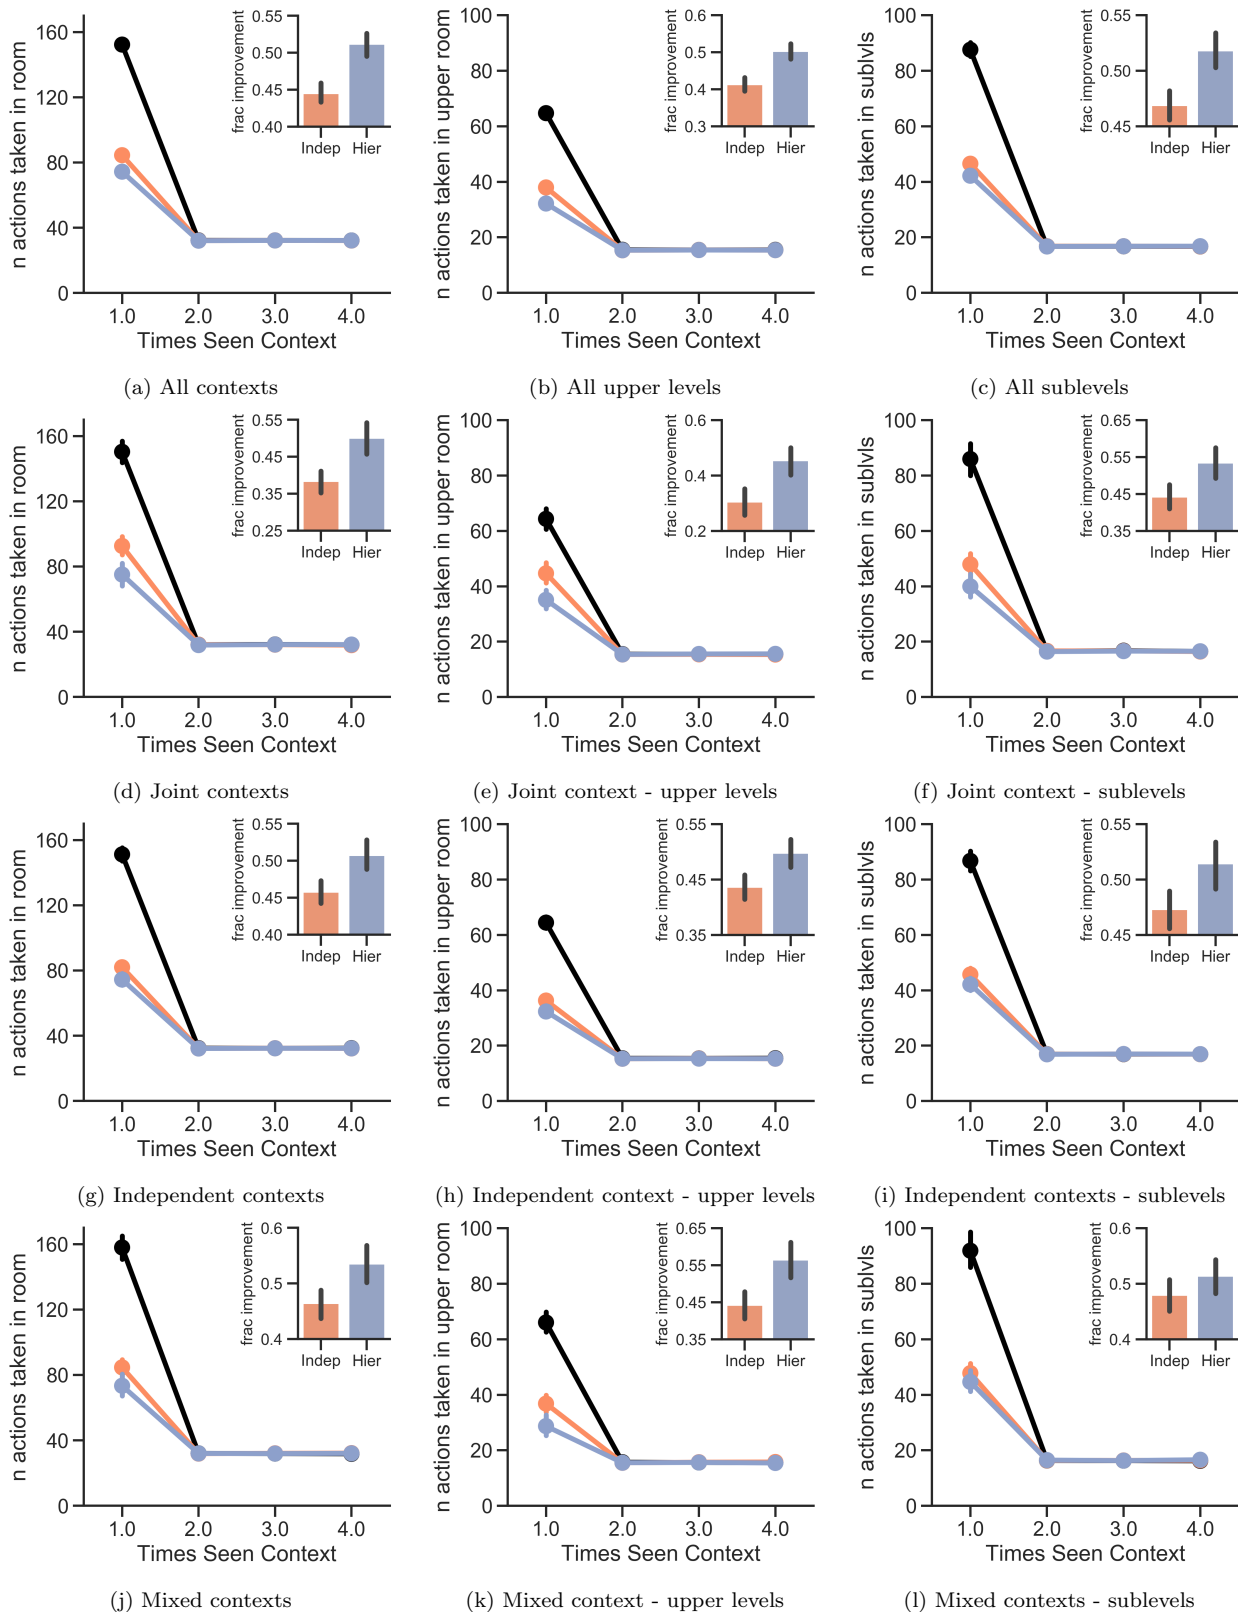 n actions taken in room
160
120
80
40
0
1.0 2.0 3.0 4.0
Times Seen Context
frac improvement
0.55
0.50
0.45
0.40
Indep Hier
(a) All contexts
n actions taken in upper room
100
80
60
40
20
0
1.0 2.0 3.0 4.0
Times Seen Context
frac improvement
0.6
0.5
0.4
0.3
Indep Hier
(b) All upper levels
n actions taken in sublvls
100
80
60
40
20
0
1.0 2.0 3.0 4.0
Times Seen Context
frac improvement
0.55
0.50
0.45
Indep Hier
(c) All sublevels
n actions taken in room
160
120
80
40
0
1.0 2.0 3.0 4.0
Times Seen Context
frac improvement
0.55
0.45
0.35
0.25
Indep Hier
(d) Joint contexts
n actions taken in upper room
100
80
60
40
20
0
1.0 2.0 3.0 4.0
Times Seen Context
frac improvement
0.6
0.4
0.2
Indep Hier
(e) Joint context - upper levels
n actions taken in sublvls
100
80
60
40
20
0
1.0 2.0 3.0 4.0
Times Seen Context
frac improvement
0.65
0.55
0.45
0.35
Indep Hier
(f) Joint context - sublevels
n actions taken in room
160
120
80
40
0
1.0 2.0 3.0 4.0
Times Seen Context
frac improvement
0.55
0.50
0.45
0.40
Indep Hier
(g) Independent contexts
n actions taken in upper room
100
80
60
40
20
0
1.0 2.0 3.0 4.0
Times Seen Context
frac improvement
0.55
0.45
0.35
Indep Hier
(h) Independent context - upper levels
n actions taken in sublvls
100
80
60
40
20
0
1.0 2.0 3.0 4.0
Times Seen Context
frac improvement
0.55
0.50
0.45
Indep Hier
(i) Independent contexts - sublevels
n actions taken in room
160
120
80
40
0
1.0 2.0 3.0 4.0
Times Seen Context
frac improvement
0.6
0.5
0.4
Indep Hier
(j) Mixed contexts
n actions taken in upper room
100
80
60
40
20
0
1.0 2.0 3.0 4.0
Times Seen Context
frac improvement
0.65
0.55
0.45
0.35
Indep Hier
(k) Mixed context - upper levels
n actions taken in sublvls
100
80
60
40
20
0
1.0 2.0 3.0 4.0
Times Seen Context
frac improvement
0.6
0.5
0.4
Indep Hier
(l) Mixed contexts - sublevels